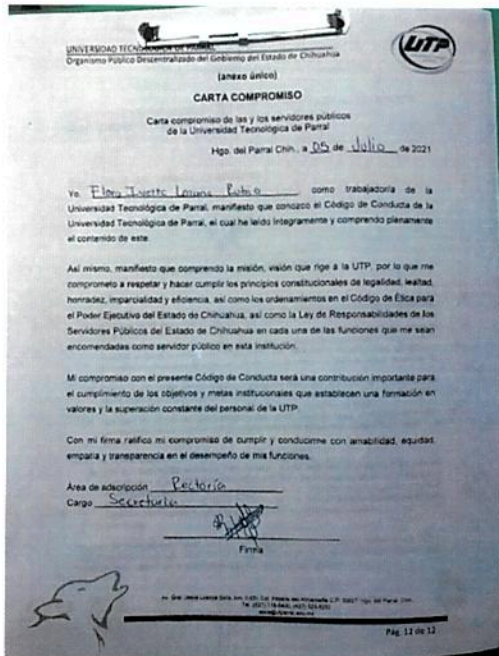 UNIVERSIDAD TECNOLÓGICA DE PARRAL
Organismo Público Descentralizado del Gobierno del Estado de Chihuahua
UTP
(anexo único)
CARTA COMPROMISO
Carta compromiso de las y los servidores públicos
de la Universidad Tecnológica de Parral
Hgo. del Parral Chih., a 05 de Julio de 2021
Yo, Ivette Rubio como trabajador/a de la
Universidad Tecnológica de Parral, manifiesto que conozco el Código de Conducta de la
Universidad Tecnológica de Parral, el cual he leído íntegramente y comprendo plenamente
el contenido de este.
Así mismo, manifiesto que comprendo la misión, visión que rige a la UTP, por lo que me
comprometo a respetar y hacer cumplir los principios constitucionales de legalidad, lealtad,
honradez, imparcialidad y eficiencia, así como los ordenamientos en el Código de Ética para
el Poder Ejecutivo del Estado de Chihuahua, así como la Ley de Responsabilidades de los
Servidores Públicos del Estado de Chihuahua en cada una de las funciones que me sean
encomendadas como servidor público en esta institución.
Mi compromiso con el presente Código de Conducta será una contribución importante para
el cumplimiento de los objetivos y metas institucionales que establecen una formación en
valores y la superación constante del personal de la UTP.
Con mi firma ratifico mi compromiso de cumplir y conducirme con amabilidad, equidad,
empatía y transparencia en el desempeño de mis funciones.
Área de adscripción Rectoría
Cargo Secretaria
Firma
Pág. 12 de 12